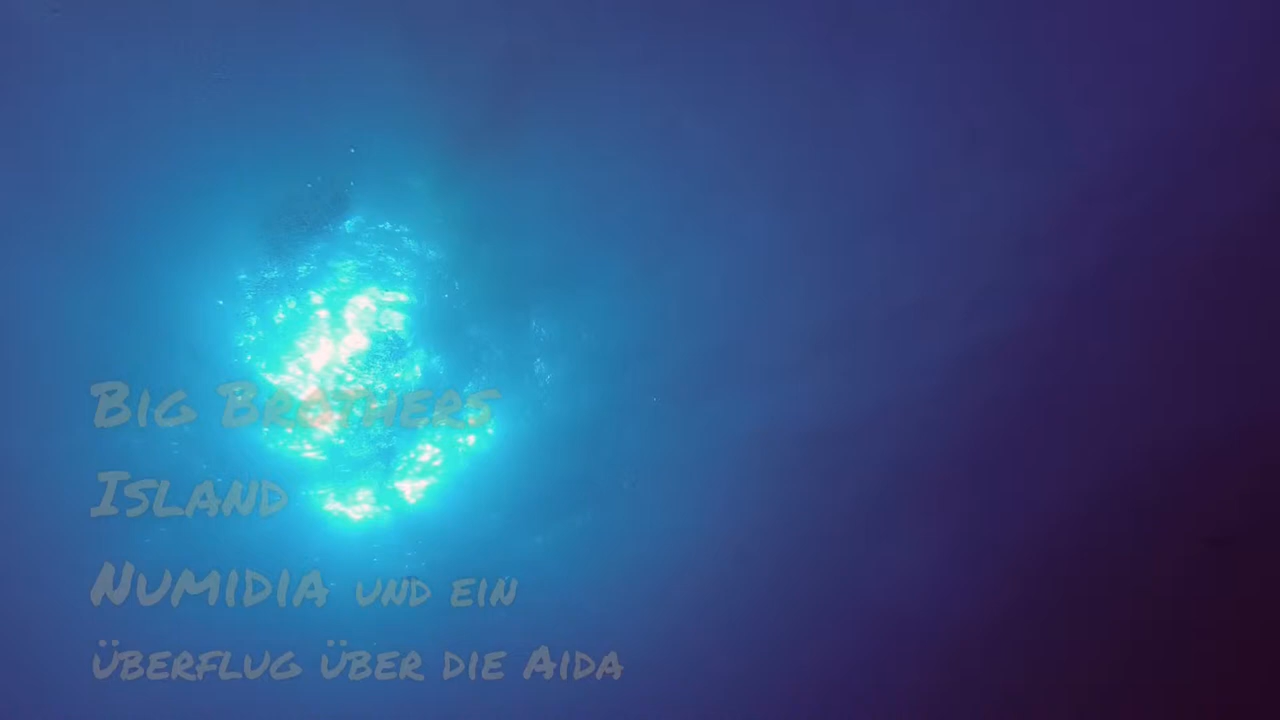 Big Brothers
Island
Numidia und ein
überflug über die Aida